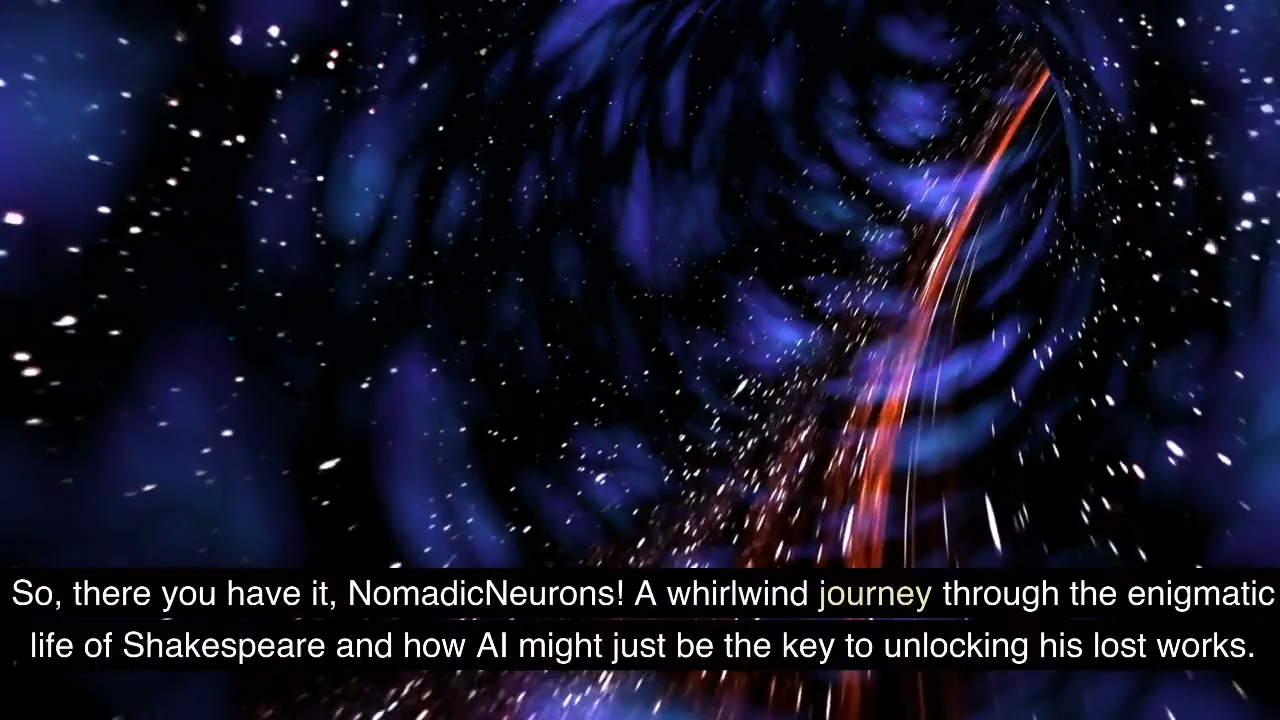 So, there you have it, NomadicNeurons! A whirlwind journey through the enigmatic
life of Shakespeare and how AI might just be the key to unlocking his lost works.